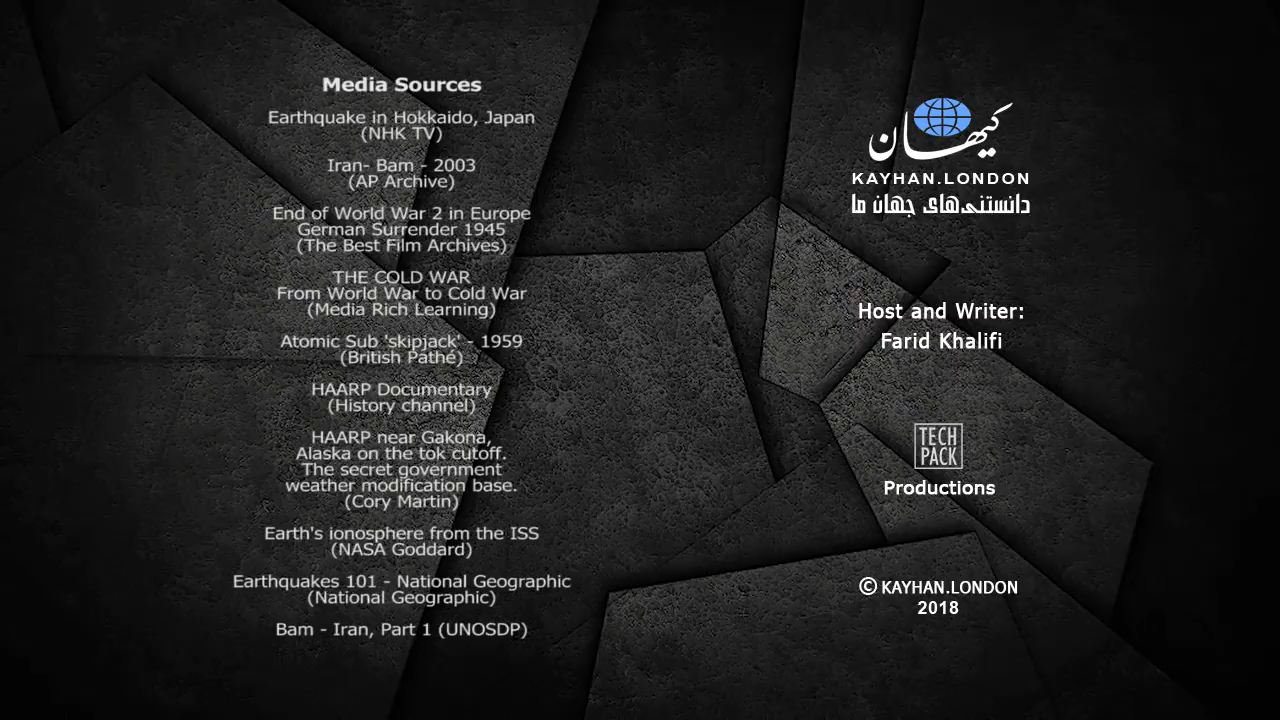 Media Sources
Earthquake in Hokkaido, Japan
(NHK TV)
Iran- Bam - 2003
(AP Archive)
End of World War 2 in Europe
German Surrender 1945
(The Best Film Archives)
THE COLD WAR
From World War to Cold War
(Media Rich Learning)
Atomic Sub 'skipjack' - 1959
(British Pathé)
HAARP Documentary
(History channel)
HAARP near Gakona,
Alaska on the tok cutoff.
The secret government
weather modification base.
(Cory Martin)
Earth's ionosphere from the ISS
(NASA Goddard)
Earthquakes 101 - National Geographic
(National Geographic)
Bam - Iran, Part 1 (UNOSDP)
کیهان
KAYHAN.LONDON
دانستنی‌های جهان ما
Host and Writer:
Farid Khalifi
TECH
PACK
Productions
© KAYHAN.LONDON
2018